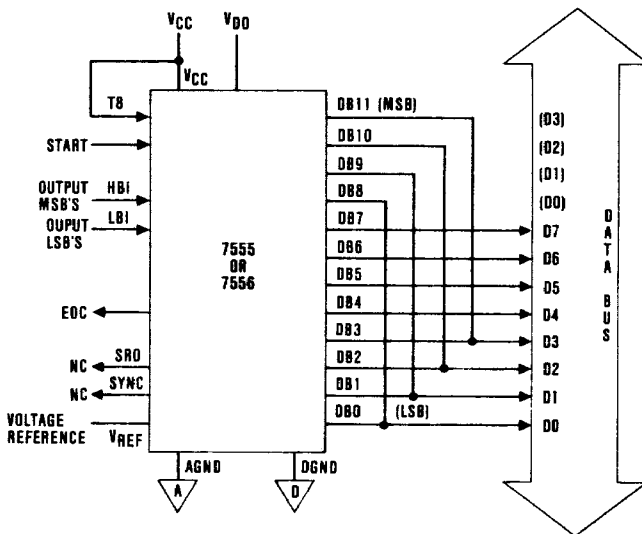 VCC
VDO
VCC
T8
START
OUTPUT MSB'S HBI
OUPUT LSB'S LBI
EOC
NC SRO
NC SYNC
VOLTAGE REFERENCE VREF
AGND
A
DGND
D
7555
OR
7556
DB11 (MSB)
DB10
DB9
DB8
DB7
DB6
DB5
DB4
DB3
DB2
DB1
DB0 (LSB)
(D3)
(D2)
(D1)
(D0)
D7
D6
D5
D4
D3
D2
D1
D0
DATA BUS